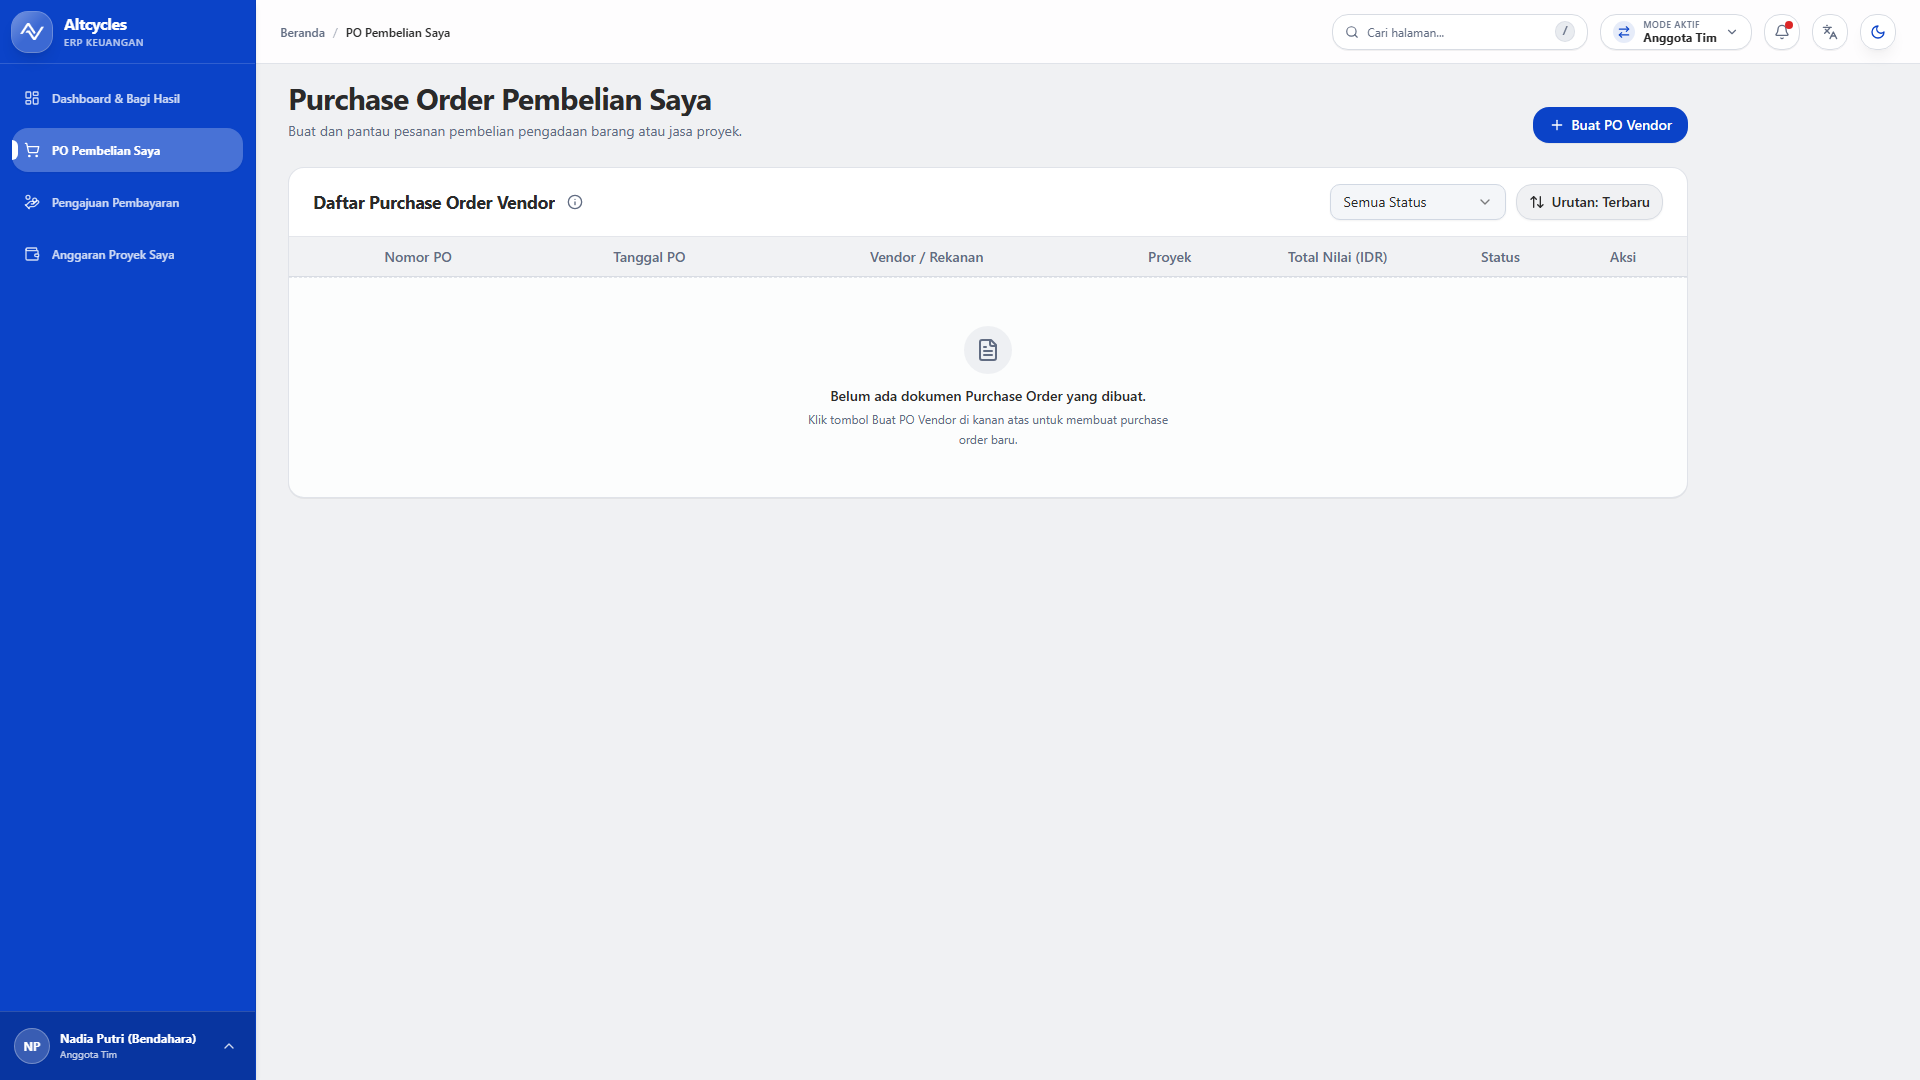 Altcycles
ERP KEUANGAN
Dashboard & Bagi Hasil
PO Pembelian Saya
Pengajuan Pembayaran
Anggaran Proyek Saya
NP
Nadia Putri (Bendahara)
Anggota Tim
Beranda / PO Pembelian Saya
Cari halaman...
/
MODE AKTIF
Anggota Tim
Purchase Order Pembelian Saya
Buat dan pantau pesanan pembelian pengadaan barang atau jasa proyek.
+ Buat PO Vendor
Daftar Purchase Order Vendor
Semua Status
Urutan: Terbaru
Nomor PO Tanggal PO Vendor / Rekanan Proyek Total Nilai (IDR) Status Aksi
Belum ada dokumen Purchase Order yang dibuat.
Klik tombol Buat PO Vendor di kanan atas untuk membuat purchase
order baru.